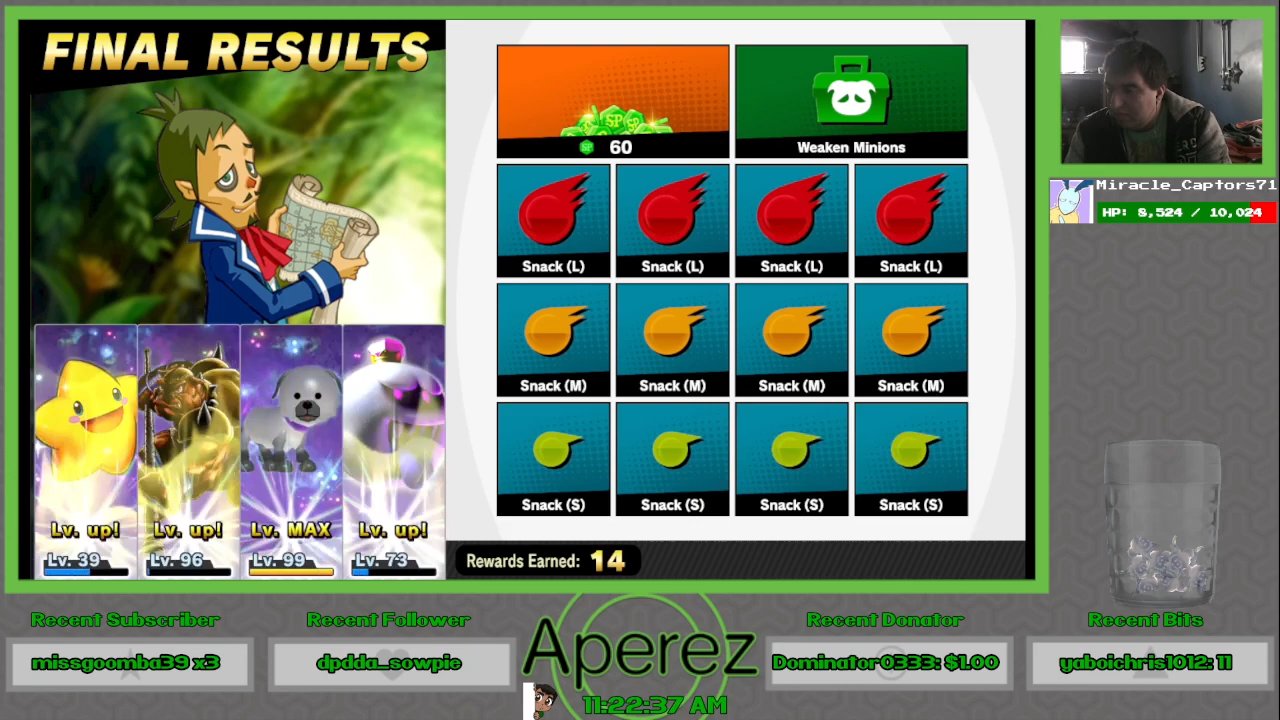 FINAL RESULTS
SP SP
SP 60
Weaken Minions
Snack (L) Snack (L) Snack (L) Snack (L)
Snack (M) Snack (M) Snack (M) Snack (M)
Snack (S) Snack (S) Snack (S) Snack (S)
Lv. up! Lv. up! Lv. MAX Lv. up!
Lv. 39 Lv. 96 Lv. 99 Lv. 73
Rewards Earned: 14
Miracle_Captors71
HP: 8,524 / 10,024
Recent Subscriber
missgoomba39 x3
Recent Follower
dpdda_sowpie
Aperez
11:22:37 AM
Recent Donator
Dominator0333: $1.00
Recent Bits
yaboichris1012: 11